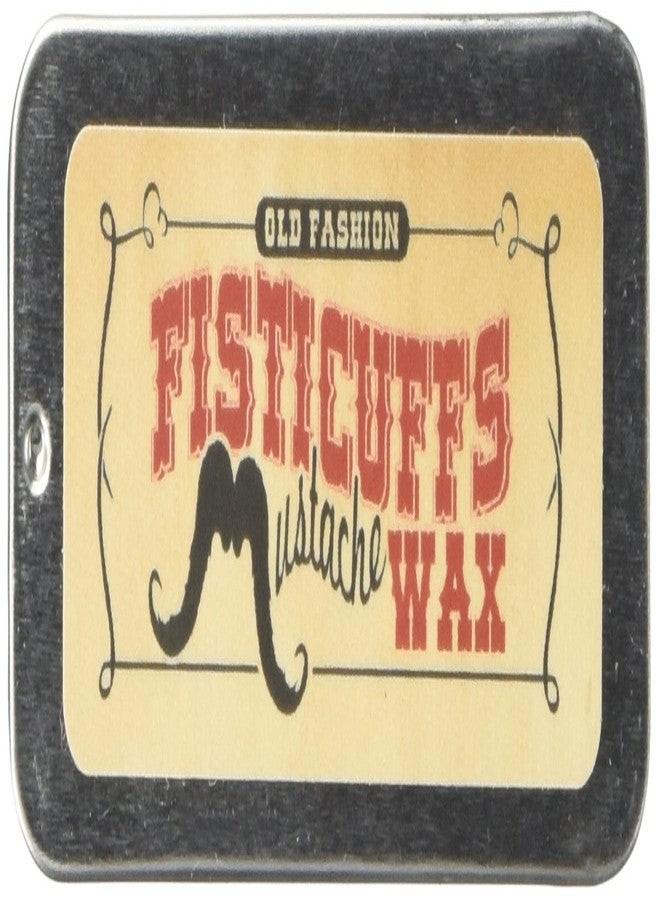 OLD FASHION
FISTICUFFS
Mustache
WAX